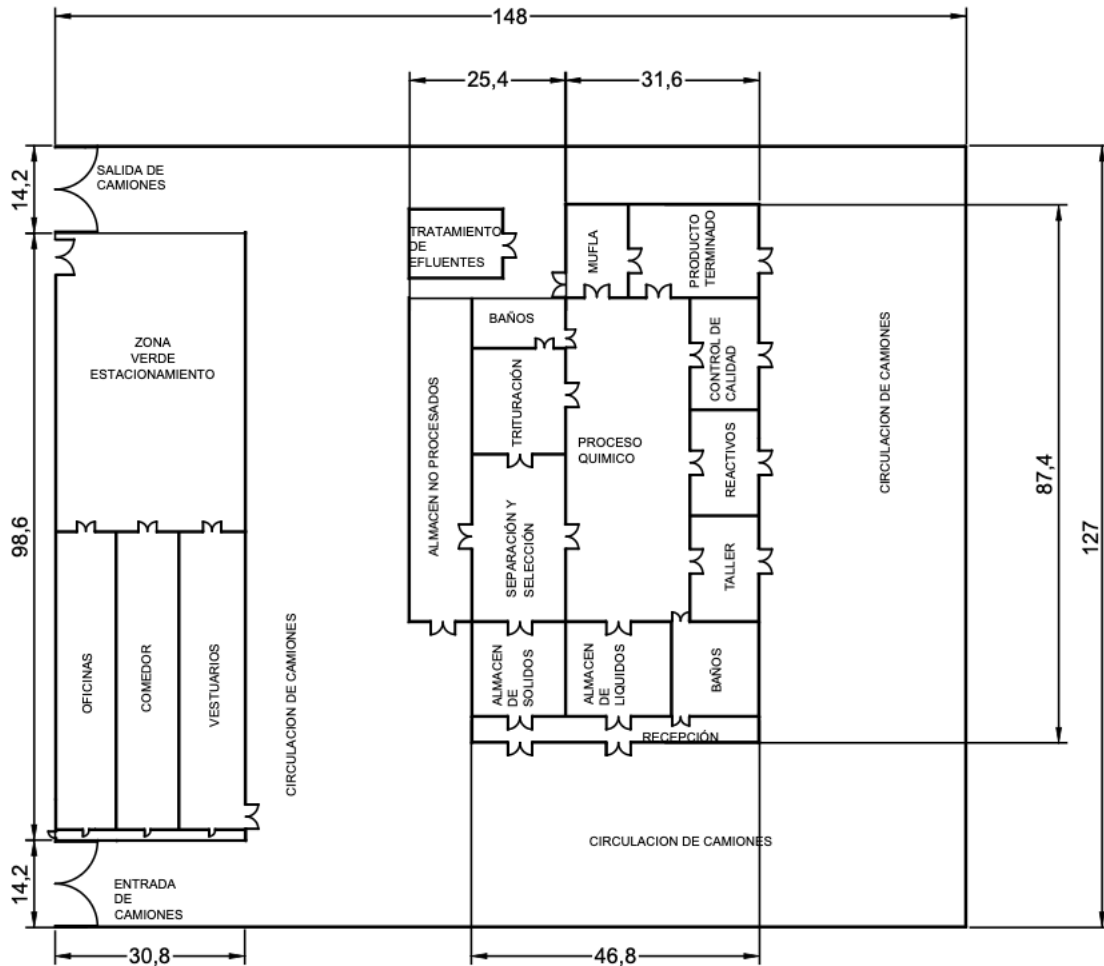 148
25,4
31,6
14,2
SALIDA DE
CAMIONES
TRATAMIENTO
DE
EFLUENTES
MUFLA
PRODUCTO
TERMINADO
BAÑOS
ZONA
VERDE
ESTACIONAMIENTO
CONTROL DE
CALIDAD
CIRCULACION DE CAMIONES
TRITURACIÓN
ALMACEN NO PROCESADOS
PROCESO
QUIMICO
REACTIVOS
87,4
127
98,6
SEPARACIÓN Y
SELECCIÓN
TALLER
OFICINAS
COMEDOR
VESTUARIOS
CIRCULACION DE CAMIONES
ALMACEN
DE
SOLIDOS
ALMACEN
DE
LIQUIDOS
BAÑOS
RECEPCIÓN
CIRCULACION DE CAMIONES
14,2
ENTRADA
DE
CAMIONES
30,8
46,8